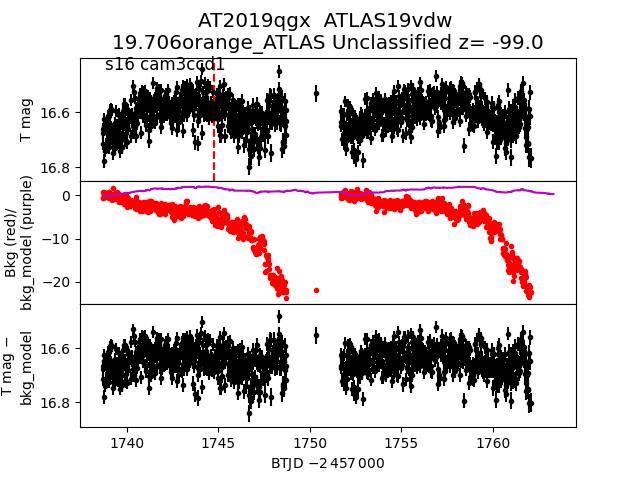 AT2019qgx ATLAS19vdw
19.706orange_ATLAS Unclassified z= -99.0
s16 cam3ccd1
T mag
16.6
16.8
Bkg (red)/
bkg_model (purple)
0
−10
−20
T mag −
bkg_model
16.6
16.8
1740 1745 1750 1755 1760
BTJD −2 457 000